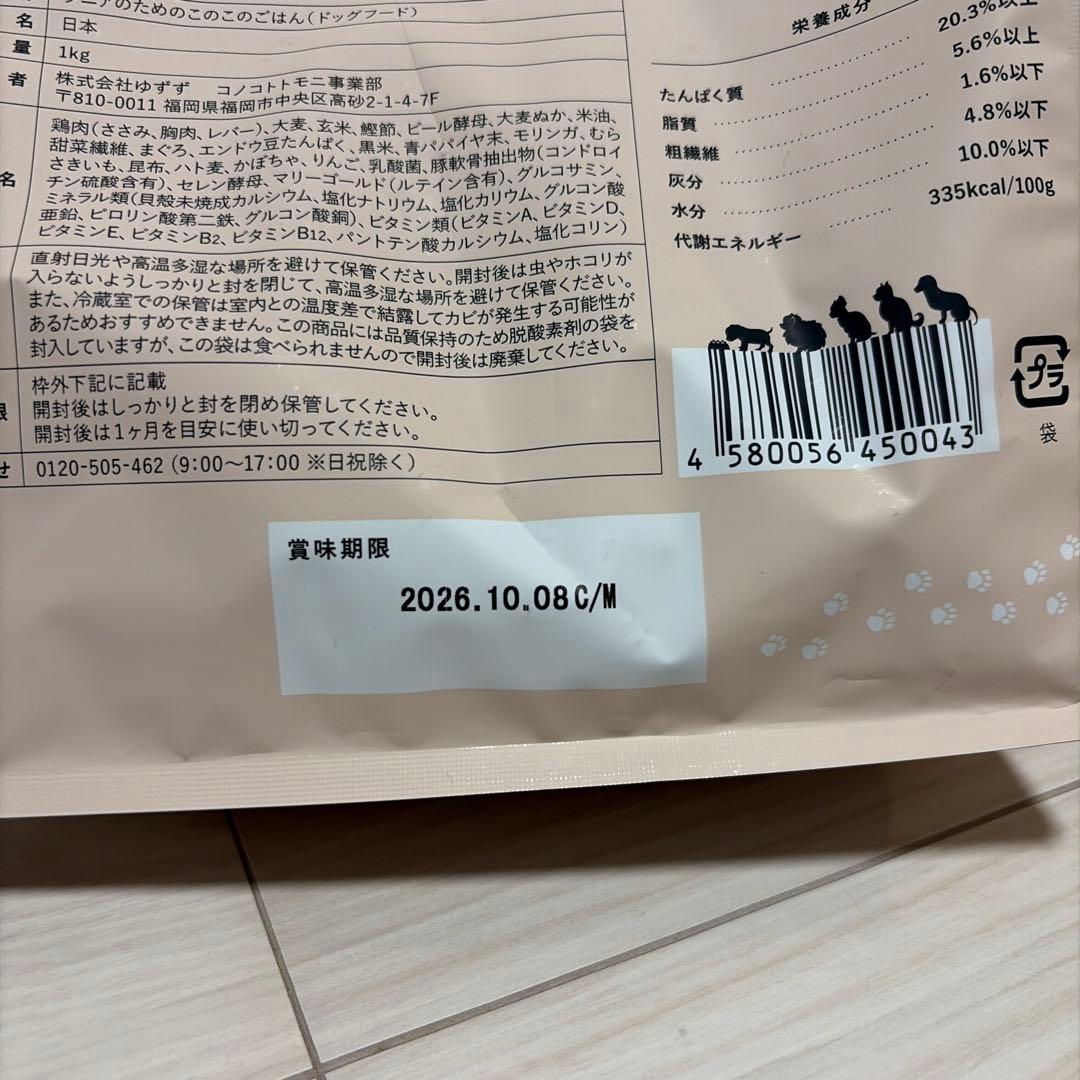 シニアのためのこのこのごはん(ドッグフード)
名 日本
量 1kg
者 株式会社ゆずず コノコトトモニ事業部
〒810-0011 福岡県福岡市中央区高砂2-1-4-7F
名 鶏肉(ささみ、胸肉、レバー)、大麦、玄米、鰹節、ビール酵母、大麦ぬか、米油、
甜菜繊維、まぐろ、エンドウ豆たんぱく、黒米、青パパイヤ末、モリンガ、むら
さきいも、昆布、ハト麦、かぼちゃ、りんご、乳酸菌、豚軟骨抽出物(コンドロイ
チン硫酸含有)、セレン酵母、マリーゴールド(ルテイン含有)、グルコサミン、
ミネラル類(貝殻未焼成カルシウム、塩化ナトリウム、塩化カリウム、グルコン酸
亜鉛、ピロリン酸第二鉄、グルコン酸銅)、ビタミン類(ビタミンA、ビタミンD、
ビタミンE、ビタミンB2、ビタミンB12、パントテン酸カルシウム、塩化コリン)
直射日光や高温多湿な場所を避けて保管ください。開封後は虫やホコリが
入らないようしっかりと封を閉じて、高温多湿な場所を避けて保管ください。
また、冷蔵室での保管は室内との温度差で結露してカビが発生する可能性が
あるためおすすめできません。この商品には品質保持のため脱酸素剤の袋を
封入していますが、この袋は食べられませんので開封後は廃棄してください。
枠外下記に記載
限 開封後はしっかりと封を閉め保管してください。
開封後は1ヶ月を目安に使い切ってください。
せ 0120-505-462(9:00〜17:00 ※日祝除く)
栄養成分
たんぱく質 20.3%以上
脂質 5.6%以上
粗繊維 1.6%以下
灰分 4.8%以下
水分 10.0%以下
代謝エネルギー 335kcal/100g
4 580056 450043
プラ
袋
賞味期限
2026.10.08C/M